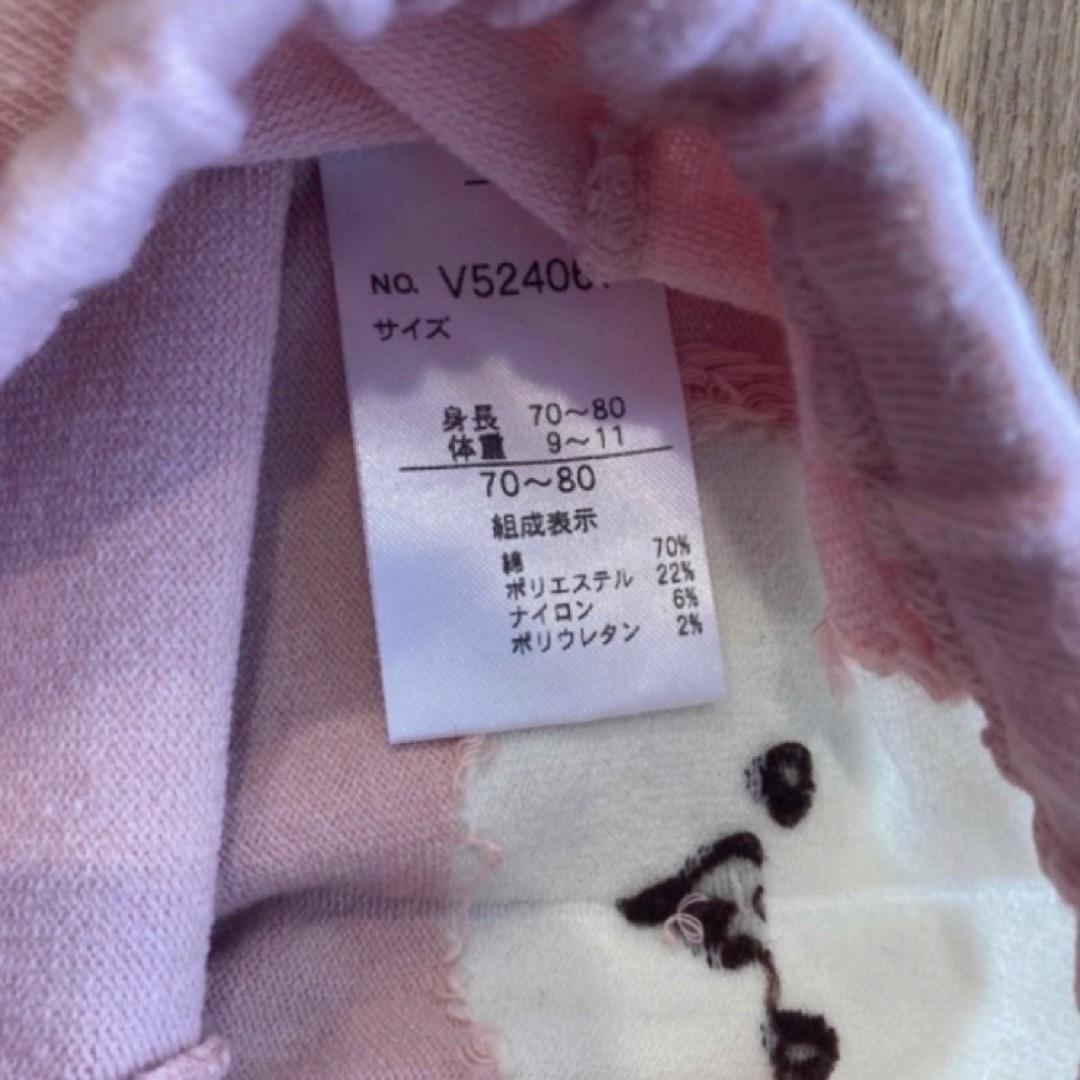 NO. V52406
サイズ
身長 70～80
体重 9～11
70～80
組成表示
綿 70%
ポリエステル 22%
ナイロン 6%
ポリウレタン 2%